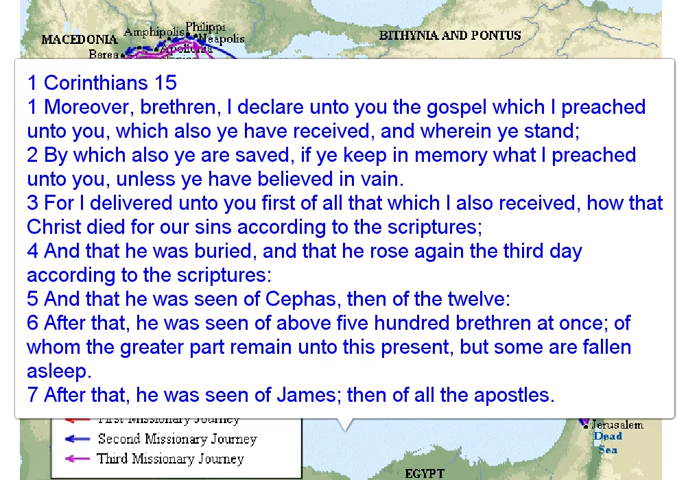 Philippi
Amphipolis
Neapolis
MACEDONIA
BITHYNIA AND PONTUS
Berea
Apollonia
1 Corinthians 15
1 Moreover, brethren, I declare unto you the gospel which I preached
unto you, which also ye have received, and wherein ye stand;
2 By which also ye are saved, if ye keep in memory what I preached
unto you, unless ye have believed in vain.
3 For I delivered unto you first of all that which I also received, how that
Christ died for our sins according to the scriptures;
4 And that he was buried, and that he rose again the third day
according to the scriptures:
5 And that he was seen of Cephas, then of the twelve:
6 After that, he was seen of above five hundred brethren at once; of
whom the greater part remain unto this present, but some are fallen
asleep.
7 After that, he was seen of James; then of all the apostles.
First Missionary Journey
Second Missionary Journey
Third Missionary Journey
Jerusalem
Dead
Sea
EGYPT